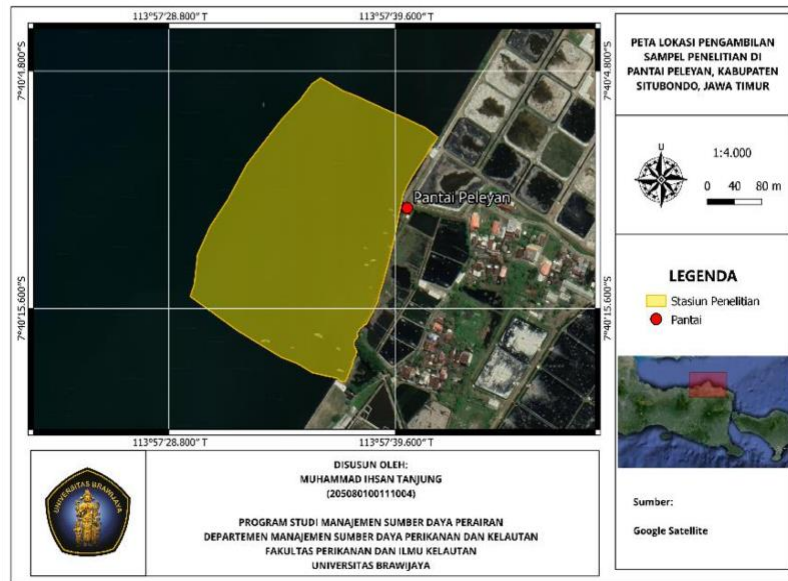 113°57'28.800" T
113°57'39.600" T
7°40'4.800"S
7°40'4.800"S
Pantai Peleyan
7°40'15.600"S
7°40'15.600"S
113°57'28.800" T
113°57'39.600" T
PETA LOKASI PENGAMBILAN
SAMPEL PENELITIAN DI
PANTAI PELEYAN, KABUPATEN
SITUBONDO, JAWA TIMUR
U
1:4.000
0 40 80 m
LEGENDA
Stasiun Penelitian
Pantai
Sumber:
Google Satellite
UNIVERSITAS BRAWIJAYA
DISUSUN OLEH:
MUHAMMAD IHSAN TANJUNG
(205080100111004)
PROGRAM STUDI MANAJEMEN SUMBER DAYA PERAIRAN
DEPARTEMEN MANAJEMEN SUMBER DAYA PERIKANAN DAN KELAUTAN
FAKULTAS PERIKANAN DAN ILMU KELAUTAN
UNIVERSITAS BRAWIJAYA